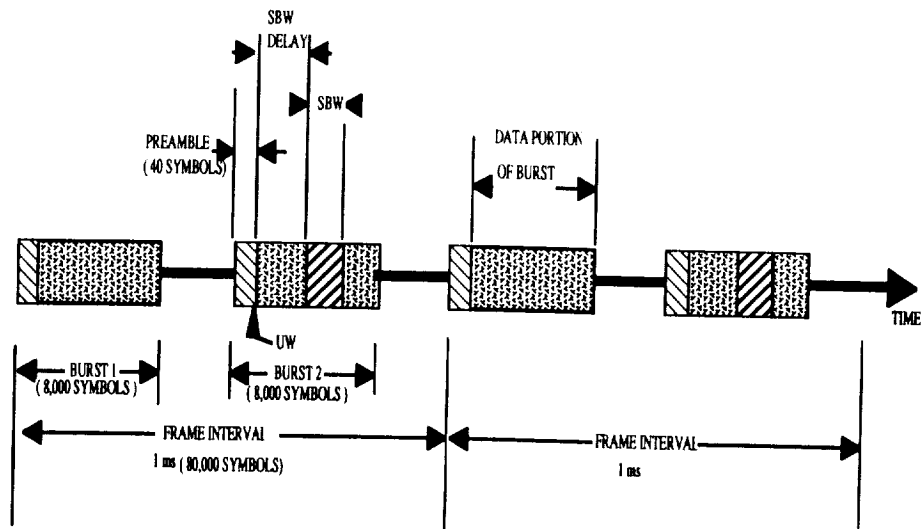 SBW
DELAY
SBW
PREAMBLE
( 40 SYMBOLS)
DATA PORTION
OF BURST
TIME
UW
BURST 1
( 8,000 SYMBOLS )
BURST 2
( 8,000 SYMBOLS )
FRAME INTERVAL
1 ms ( 80,000 SYMBOLS)
FRAME INTERVAL
1 ms